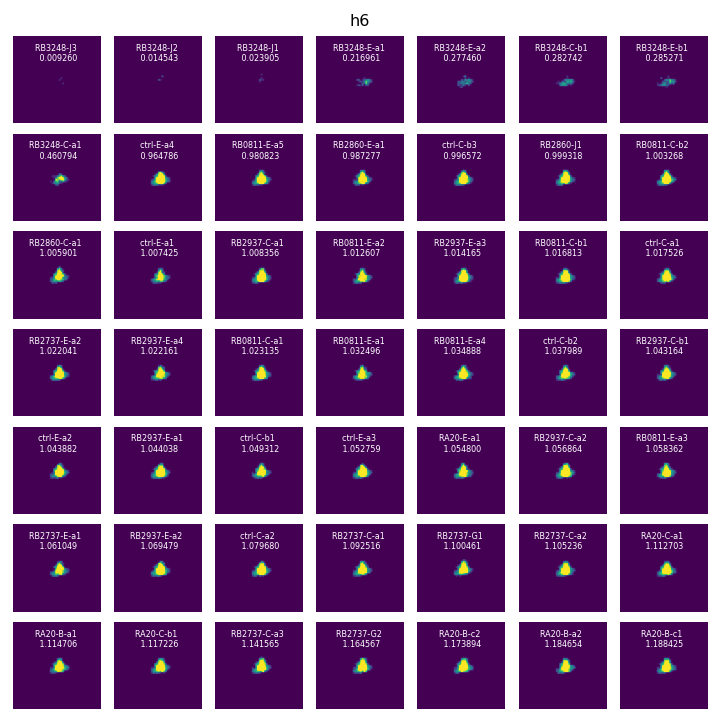 h6
RB3248-J3
0.009260
RB3248-J2
0.014543
RB3248-J1
0.023905
RB3248-E-a1
0.216961
RB3248-E-a2
0.277460
RB3248-C-b1
0.282742
RB3248-E-b1
0.285271
RB3248-C-a1
0.460794
ctrl-E-a4
0.964786
RB0811-E-a5
0.980823
RB2860-E-a1
0.987277
ctrl-C-b3
0.996572
RB2860-J1
0.999318
RB0811-C-b2
1.003268
RB2860-C-a1
1.005901
ctrl-E-a1
1.007425
RB2937-C-a1
1.008356
RB0811-E-a2
1.012607
RB2937-E-a3
1.014165
RB0811-C-b1
1.016813
ctrl-C-a1
1.017526
RB2737-E-a2
1.022041
RB2937-E-a4
1.022161
RB0811-C-a1
1.023135
RB0811-E-a1
1.032496
RB0811-E-a4
1.034888
ctrl-C-b2
1.037989
RB2937-C-b1
1.043164
ctrl-E-a2
1.043882
RB2937-E-a1
1.044038
ctrl-C-b1
1.049312
ctrl-E-a3
1.052759
RA20-E-a1
1.054800
RB2937-C-a2
1.056864
RB0811-E-a3
1.058362
RB2737-E-a1
1.061049
RB2937-E-a2
1.069479
ctrl-C-a2
1.079680
RB2737-C-a1
1.092516
RB2737-G1
1.100461
RB2737-C-a2
1.105236
RA20-C-a1
1.112703
RA20-B-a1
1.114706
RA20-C-b1
1.117226
RB2737-C-a3
1.141565
RB2737-G2
1.164567
RA20-B-c2
1.173894
RA20-B-a2
1.184654
RA20-B-c1
1.188425